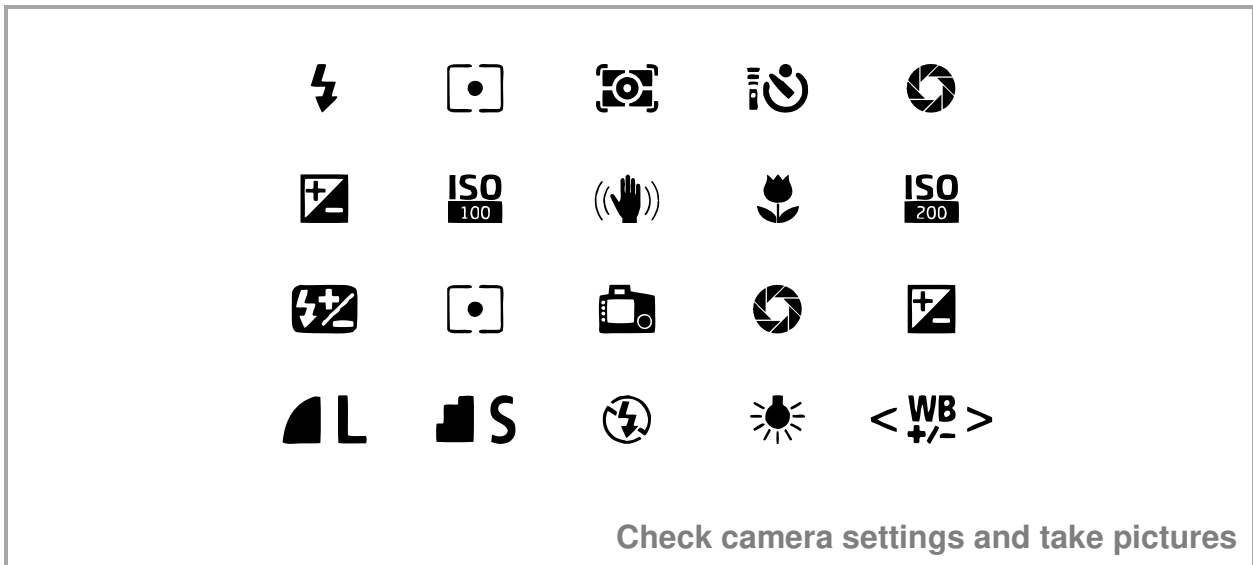 ISO
100
ISO
200
L
S
< WB >
+/-
Check camera settings and take pictures